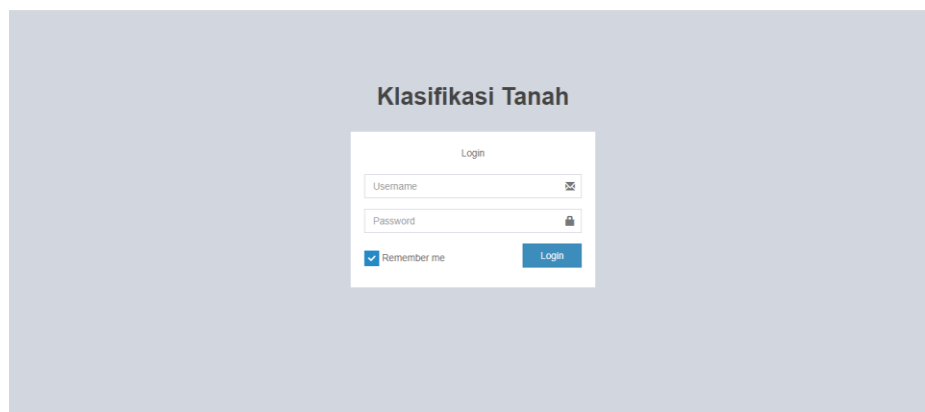 Klasifikasi Tanah
Login
Username
Password
Remember me
Login